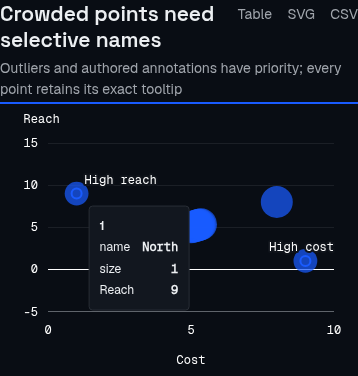 Crowded points need
selective names
Table SVG CSV
Outliers and authored annotations have priority; every
point retains its exact tooltip
Reach
15
High reach
10
1
name North
size 1
Reach 9
5
High cost
0
-5
0 5 10
Cost